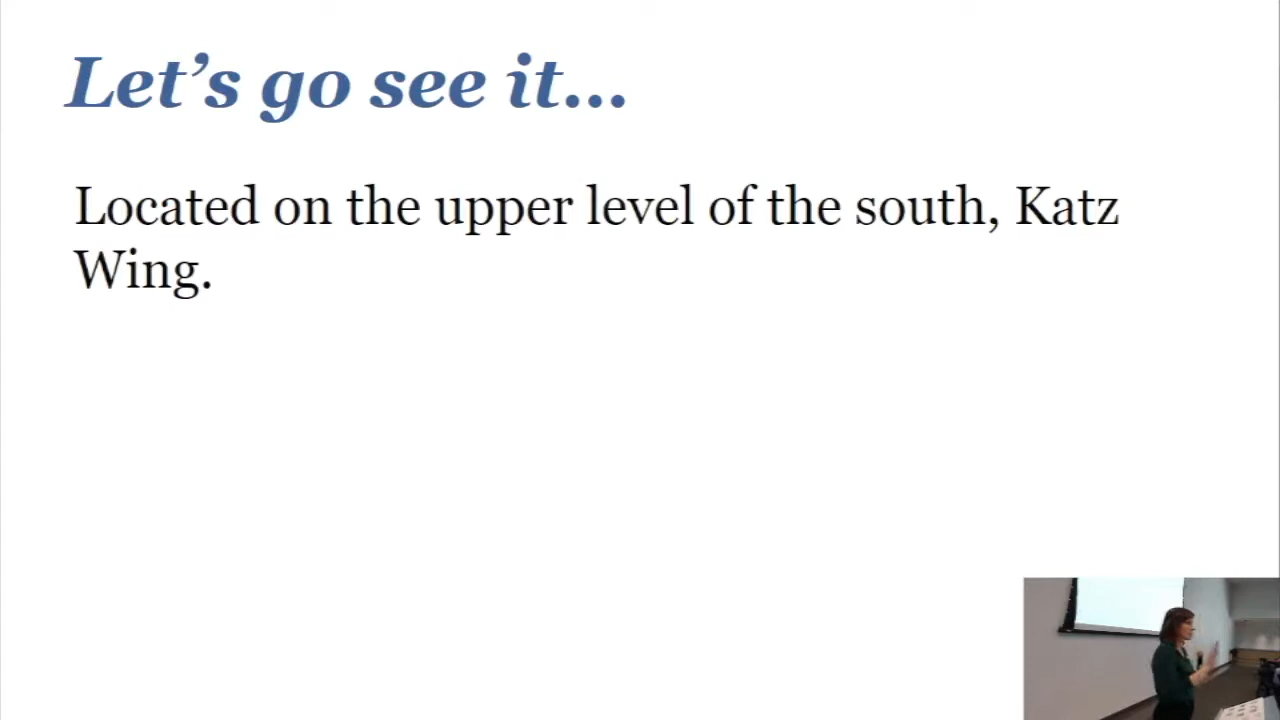 Let’s go see it...
Located on the upper level of the south, Katz
Wing.